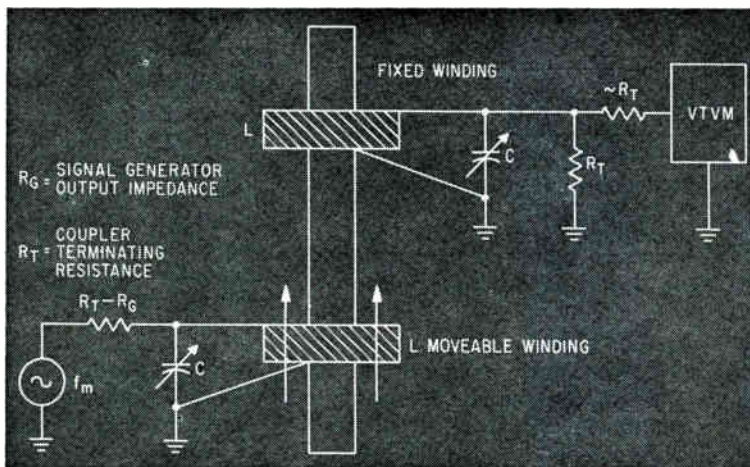 FIXED WINDING
~R_T
VTVM
L
C
R_T
R_G = SIGNAL GENERATOR
OUTPUT IMPEDANCE
R_T = COUPLER
TERMINATING
RESISTANCE
R_T – R_G
C
f_m
L MOVEABLE WINDING